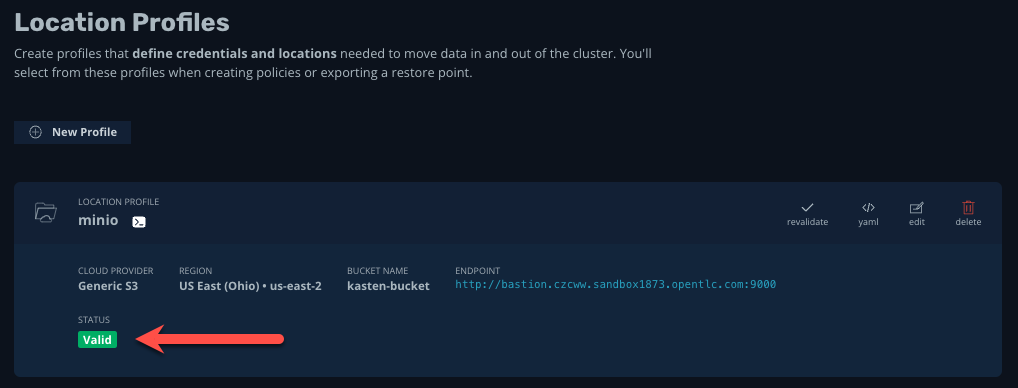 Location Profiles
Create profiles that define credentials and locations needed to move data in and out of the cluster. You'll
select from these profiles when creating policies or exporting a restore point.
New Profile
LOCATION PROFILE
minio
revalidate
yaml
edit
delete
CLOUD PROVIDER
Generic S3
REGION
US East (Ohio) • us-east-2
BUCKET NAME
kasten-bucket
ENDPOINT
http://bastion.czcww.sandbox1873.opentlc.com:9000
STATUS
Valid